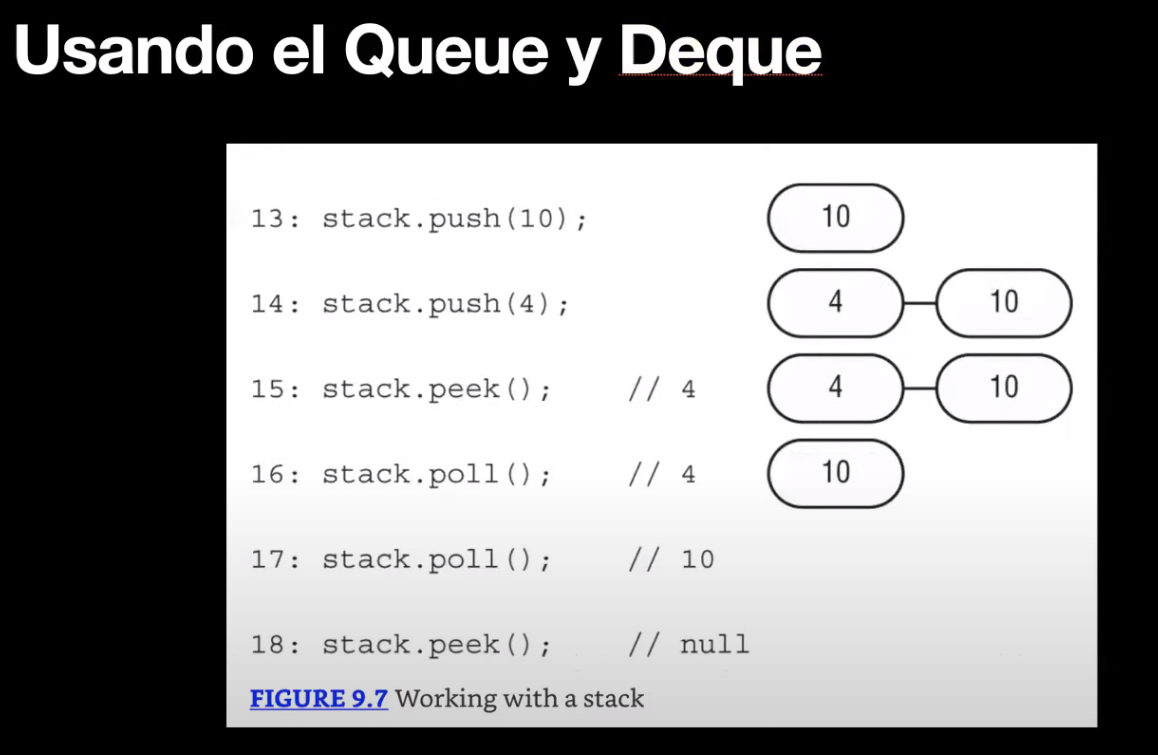 Usando el Queue y Deque
13: stack.push(10); 10
14: stack.push(4); 4 10
15: stack.peek(); // 4 4 10
16: stack.poll(); // 4 10
17: stack.poll(); // 10
18: stack.peek(); // null
FIGURE 9.7 Working with a stack